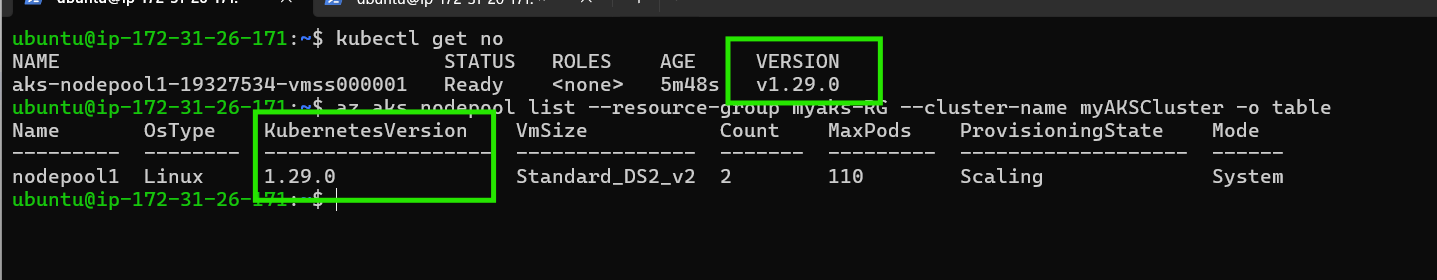 ubuntu@ip-172-31-26-171: ubuntu@ip-172-31-26-171: ~
ubuntu@ip-172-31-26-171:~$ kubectl get no
NAME STATUS ROLES AGE VERSION
aks-nodepool1-19327534-vmss000001 Ready <none> 5m48s v1.29.0
ubuntu@ip-172-31-26-171:~$ az aks nodepool list --resource-group myaks-RG --cluster-name myAKSCluster -o table
Name OsType KubernetesVersion VmSize Count MaxPods ProvisioningState Mode
--------- -------- ------------------- --------------- ------- --------- ------------------- ------
nodepool1 Linux 1.29.0 Standard_DS2_v2 2 110 Scaling System
ubuntu@ip-172-31-26-171:~$